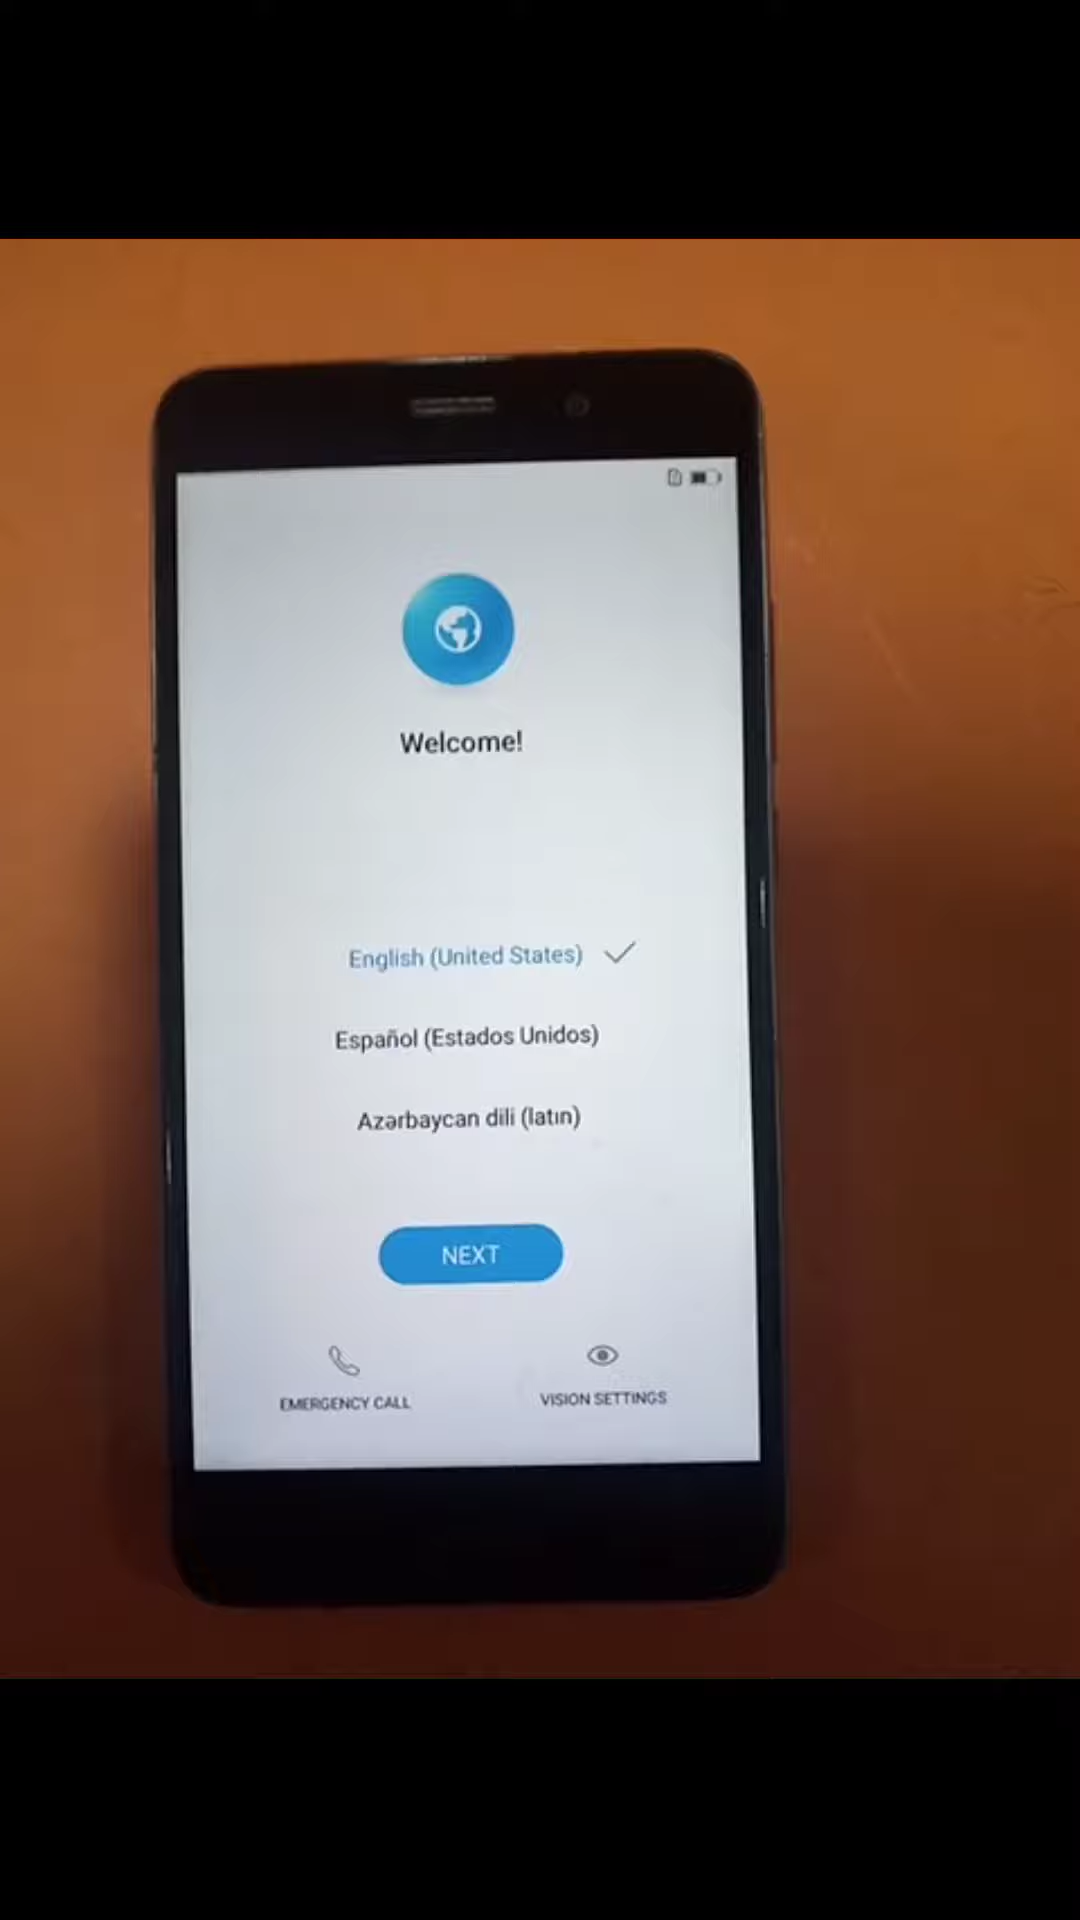 Welcome!
English (United States)
Español (Estados Unidos)
Azərbaycan dili (latın)
NEXT
EMERGENCY CALL
VISION SETTINGS